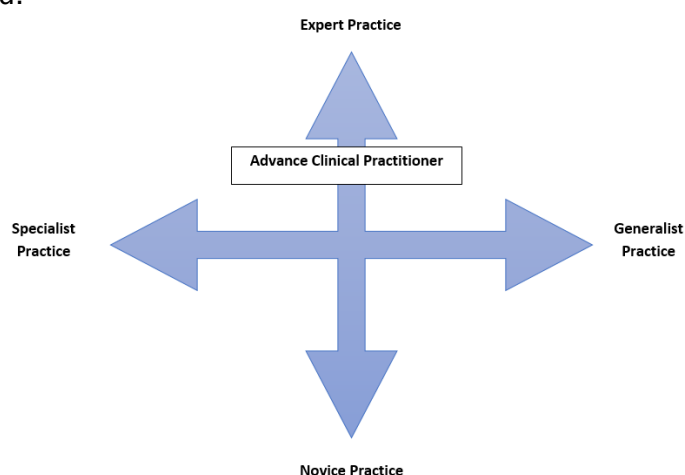 Expert Practice
Advance Clinical Practitioner
Specialist
Practice
Generalist
Practice
Novice Practice